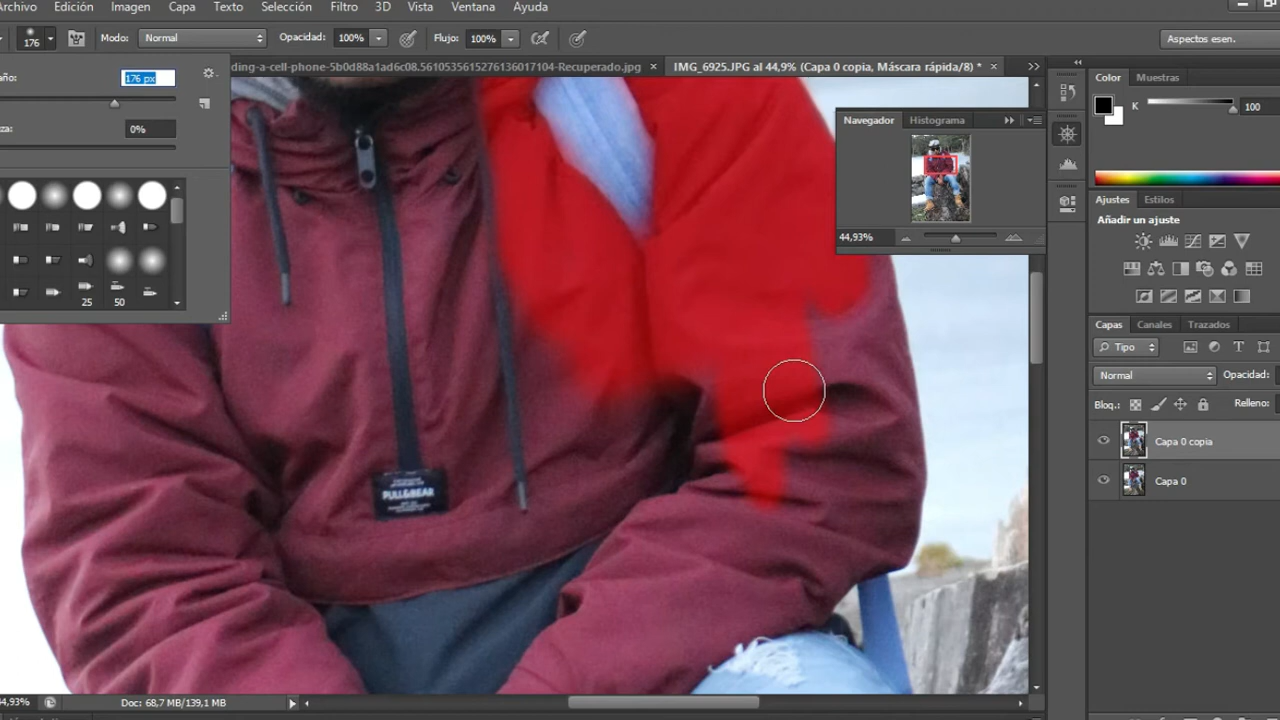 Archivo Edición Imagen Capa Texto Selección Filtro 3D Vista Ventana Ayuda
176 Modo: Normal Opacidad: 100% Flujo: 100% Aspectos esen.
ding-a-cell-phone-5b0d88a1ad6c08.5610535615276136017104-Recuperado.jpg × IMG_6925.JPG al 44,9% (Capa 0 copia, Máscara rápida/8) * ×
año: 176 px
za: 0%
25 50
Navegador Histograma
44,93%
Color Muestras
K 100
Ajustes Estilos
Añadir un ajuste
Capas Canales Trazados
Tipo
Normal Opacidad:
Bloq.: Relleno:
Capa 0 copia
Capa 0
PULL&BEAR
44,93% Doc: 68,7 MB/139,1 MB